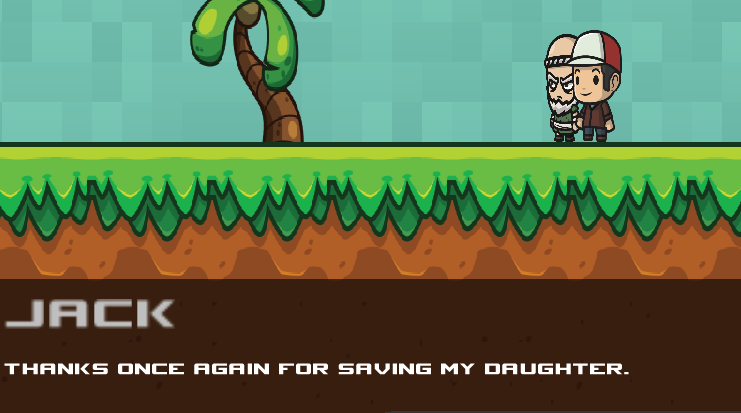 JACK
THANKS ONCE AGAIN FOR SAVING MY DAUGHTER.